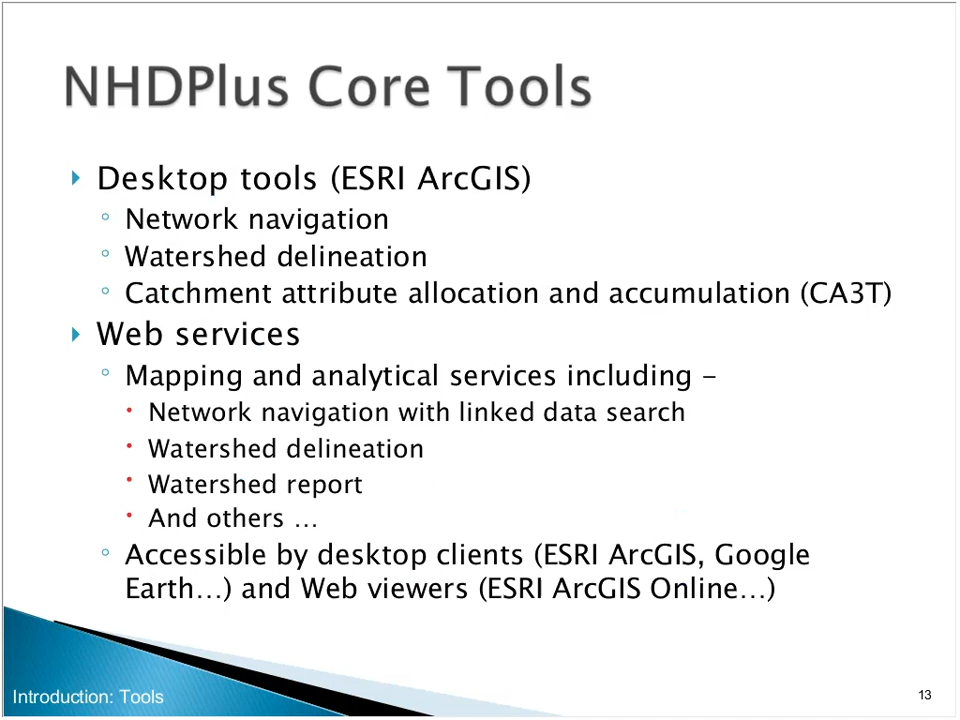 NHDPlus Core Tools
Desktop tools (ESRI ArcGIS)
Network navigation
Watershed delineation
Catchment attribute allocation and accumulation (CA3T)
Web services
Mapping and analytical services including –
Network navigation with linked data search
Watershed delineation
Watershed report
And others …
Accessible by desktop clients (ESRI ArcGIS, Google
Earth…) and Web viewers (ESRI ArcGIS Online…)
Introduction: Tools
13